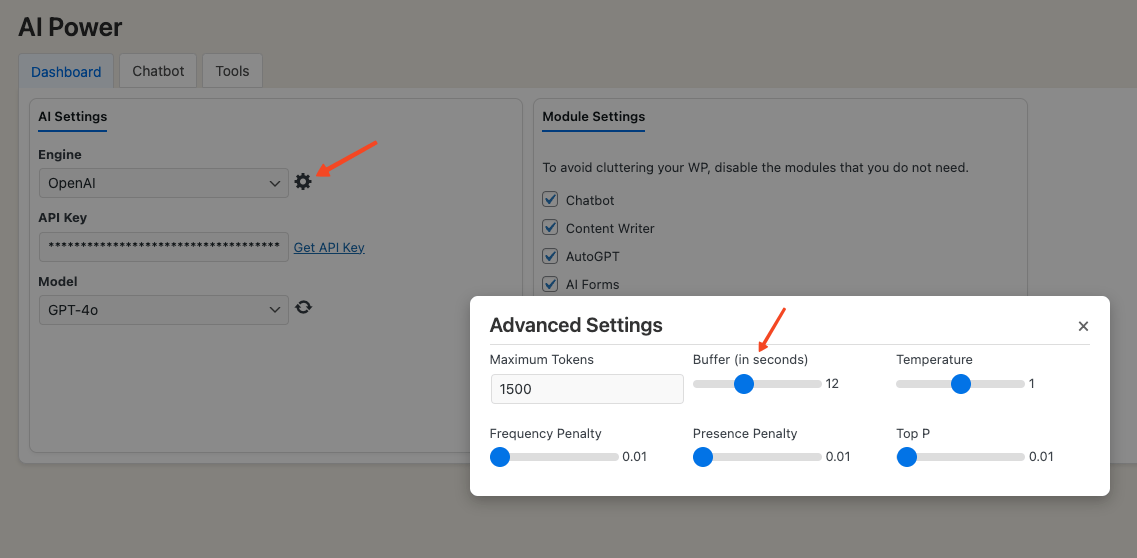 AI Power
Dashboard
Chatbot
Tools
AI Settings
Engine
OpenAI
API Key
************************************
Get API Key
Model
GPT-4o
Module Settings
To avoid cluttering your WP, disable the modules that you do not need.
Chatbot
Content Writer
AutoGPT
AI Forms
Advanced Settings
Maximum Tokens
1500
Buffer (in seconds)
12
Temperature
1
Frequency Penalty
0.01
Presence Penalty
0.01
Top P
0.01